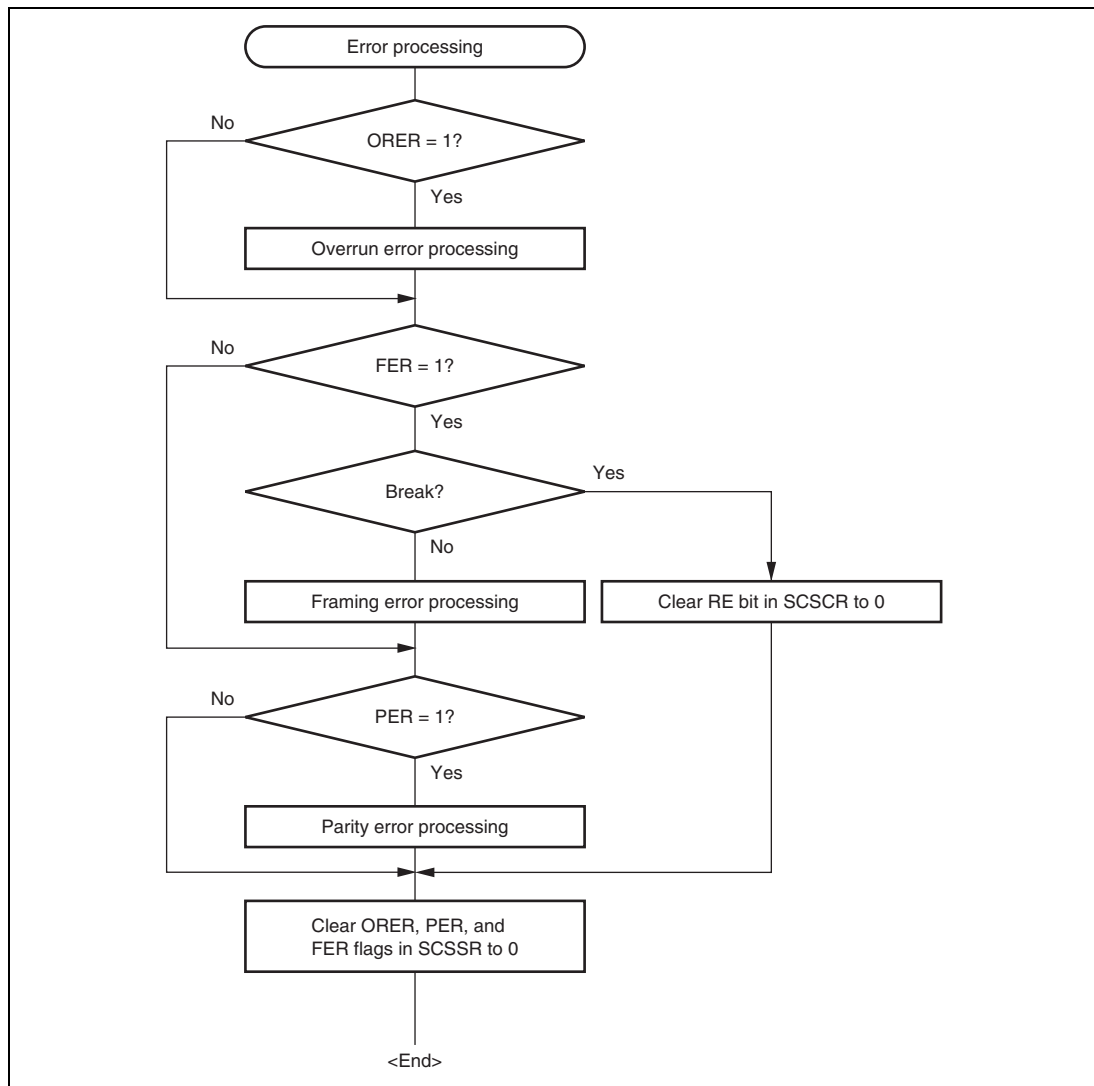 Error processing
No
ORER = 1?
Yes
Overrun error processing
No
FER = 1?
Yes
Break?
Yes
No
Framing error processing
Clear RE bit in SCSCR to 0
No
PER = 1?
Yes
Parity error processing
Clear ORER, PER, and
FER flags in SCSSR to 0
<End>